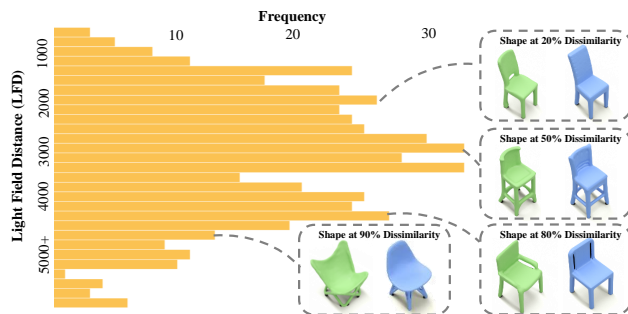 Frequency
10 20 30
Light Field Distance (LFD)
1000
2000
3000
4000
5000+
Shape at 20% Dissimilarity
Shape at 50% Dissimilarity
Shape at 90% Dissimilarity
Shape at 80% Dissimilarity